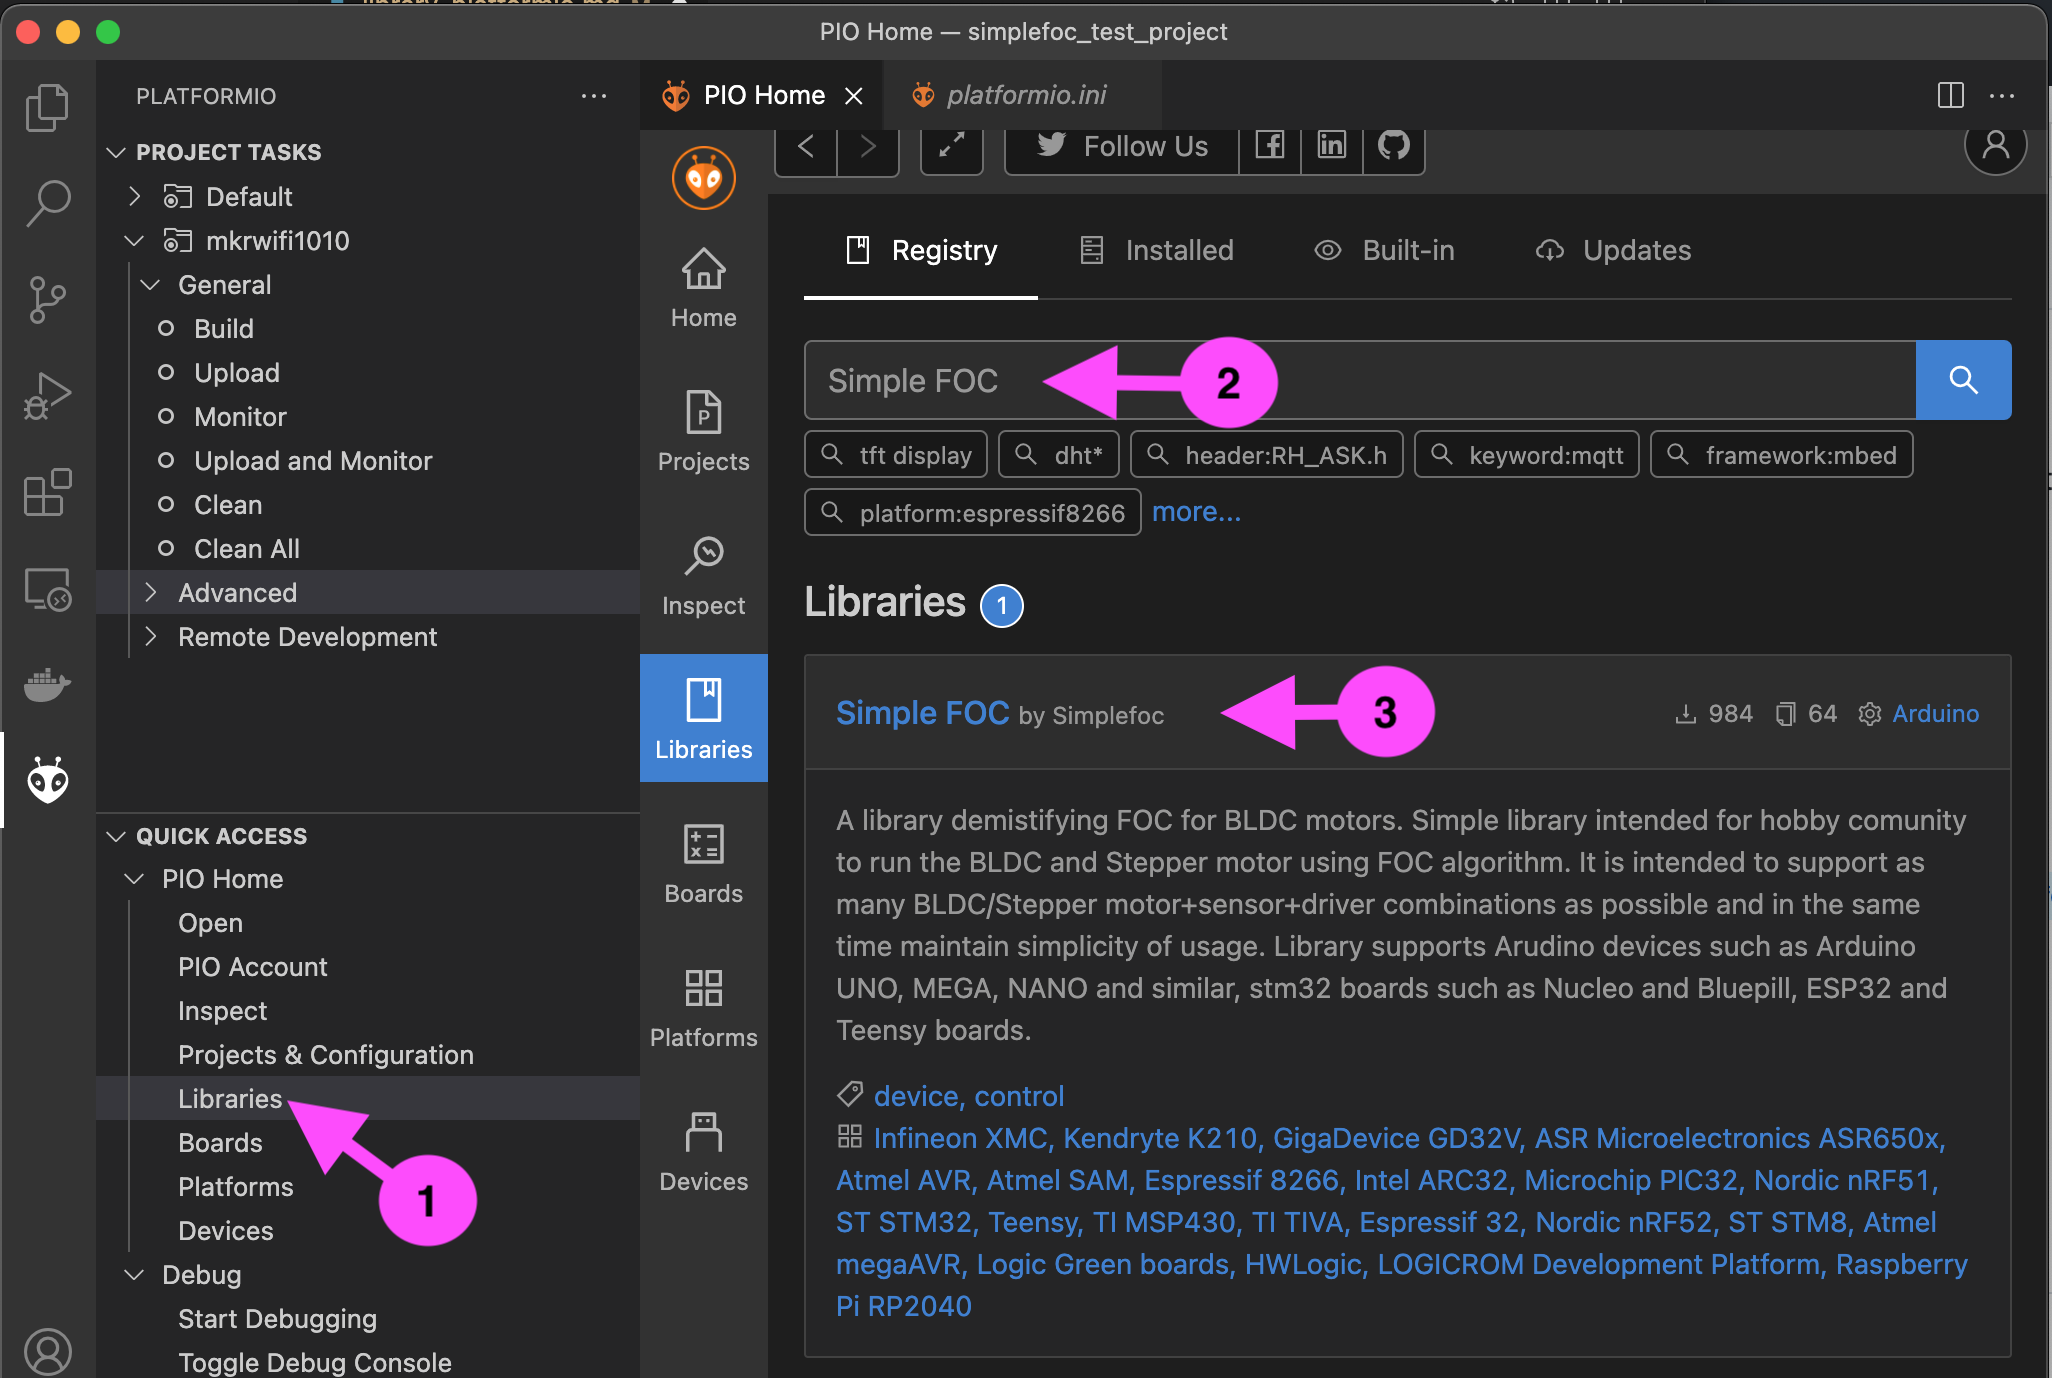 PIO Home — simplefoc_test_project
PLATFORMIO
PROJECT TASKS
Default
mkrwifi1010
General
Build
Upload
Monitor
Upload and Monitor
Clean
Clean All
Advanced
Remote Development
QUICK ACCESS
PIO Home
Open
PIO Account
Inspect
Projects & Configuration
Libraries
1
Boards
Platforms
Devices
Debug
Start Debugging
Toggle Debug Console
PIO Home
platformio.ini
Home
Projects
Inspect
Libraries
Boards
Platforms
Devices
Follow Us
Registry
Installed
Built-in
Updates
Simple FOC
2
tft display
dht*
header:RH_ASK.h
keyword:mqtt
framework:mbed
platform:espressif8266
more...
Libraries 1
Simple FOC by Simplefoc
3
984
64
Arduino
A library demistifying FOC for BLDC motors. Simple library intended for hobby comunity
to run the BLDC and Stepper motor using FOC algorithm. It is intended to support as
many BLDC/Stepper motor+sensor+driver combinations as possible and in the same
time maintain simplicity of usage. Library supports Arudino devices such as Arduino
UNO, MEGA, NANO and similar, stm32 boards such as Nucleo and Bluepill, ESP32 and
Teensy boards.
device, control
Infineon XMC, Kendryte K210, GigaDevice GD32V, ASR Microelectronics ASR650x,
Atmel AVR, Atmel SAM, Espressif 8266, Intel ARC32, Microchip PIC32, Nordic nRF51,
ST STM32, Teensy, TI MSP430, TI TIVA, Espressif 32, Nordic nRF52, ST STM8, Atmel
megaAVR, Logic Green boards, HWLogic, LOGICROM Development Platform, Raspberry
Pi RP2040